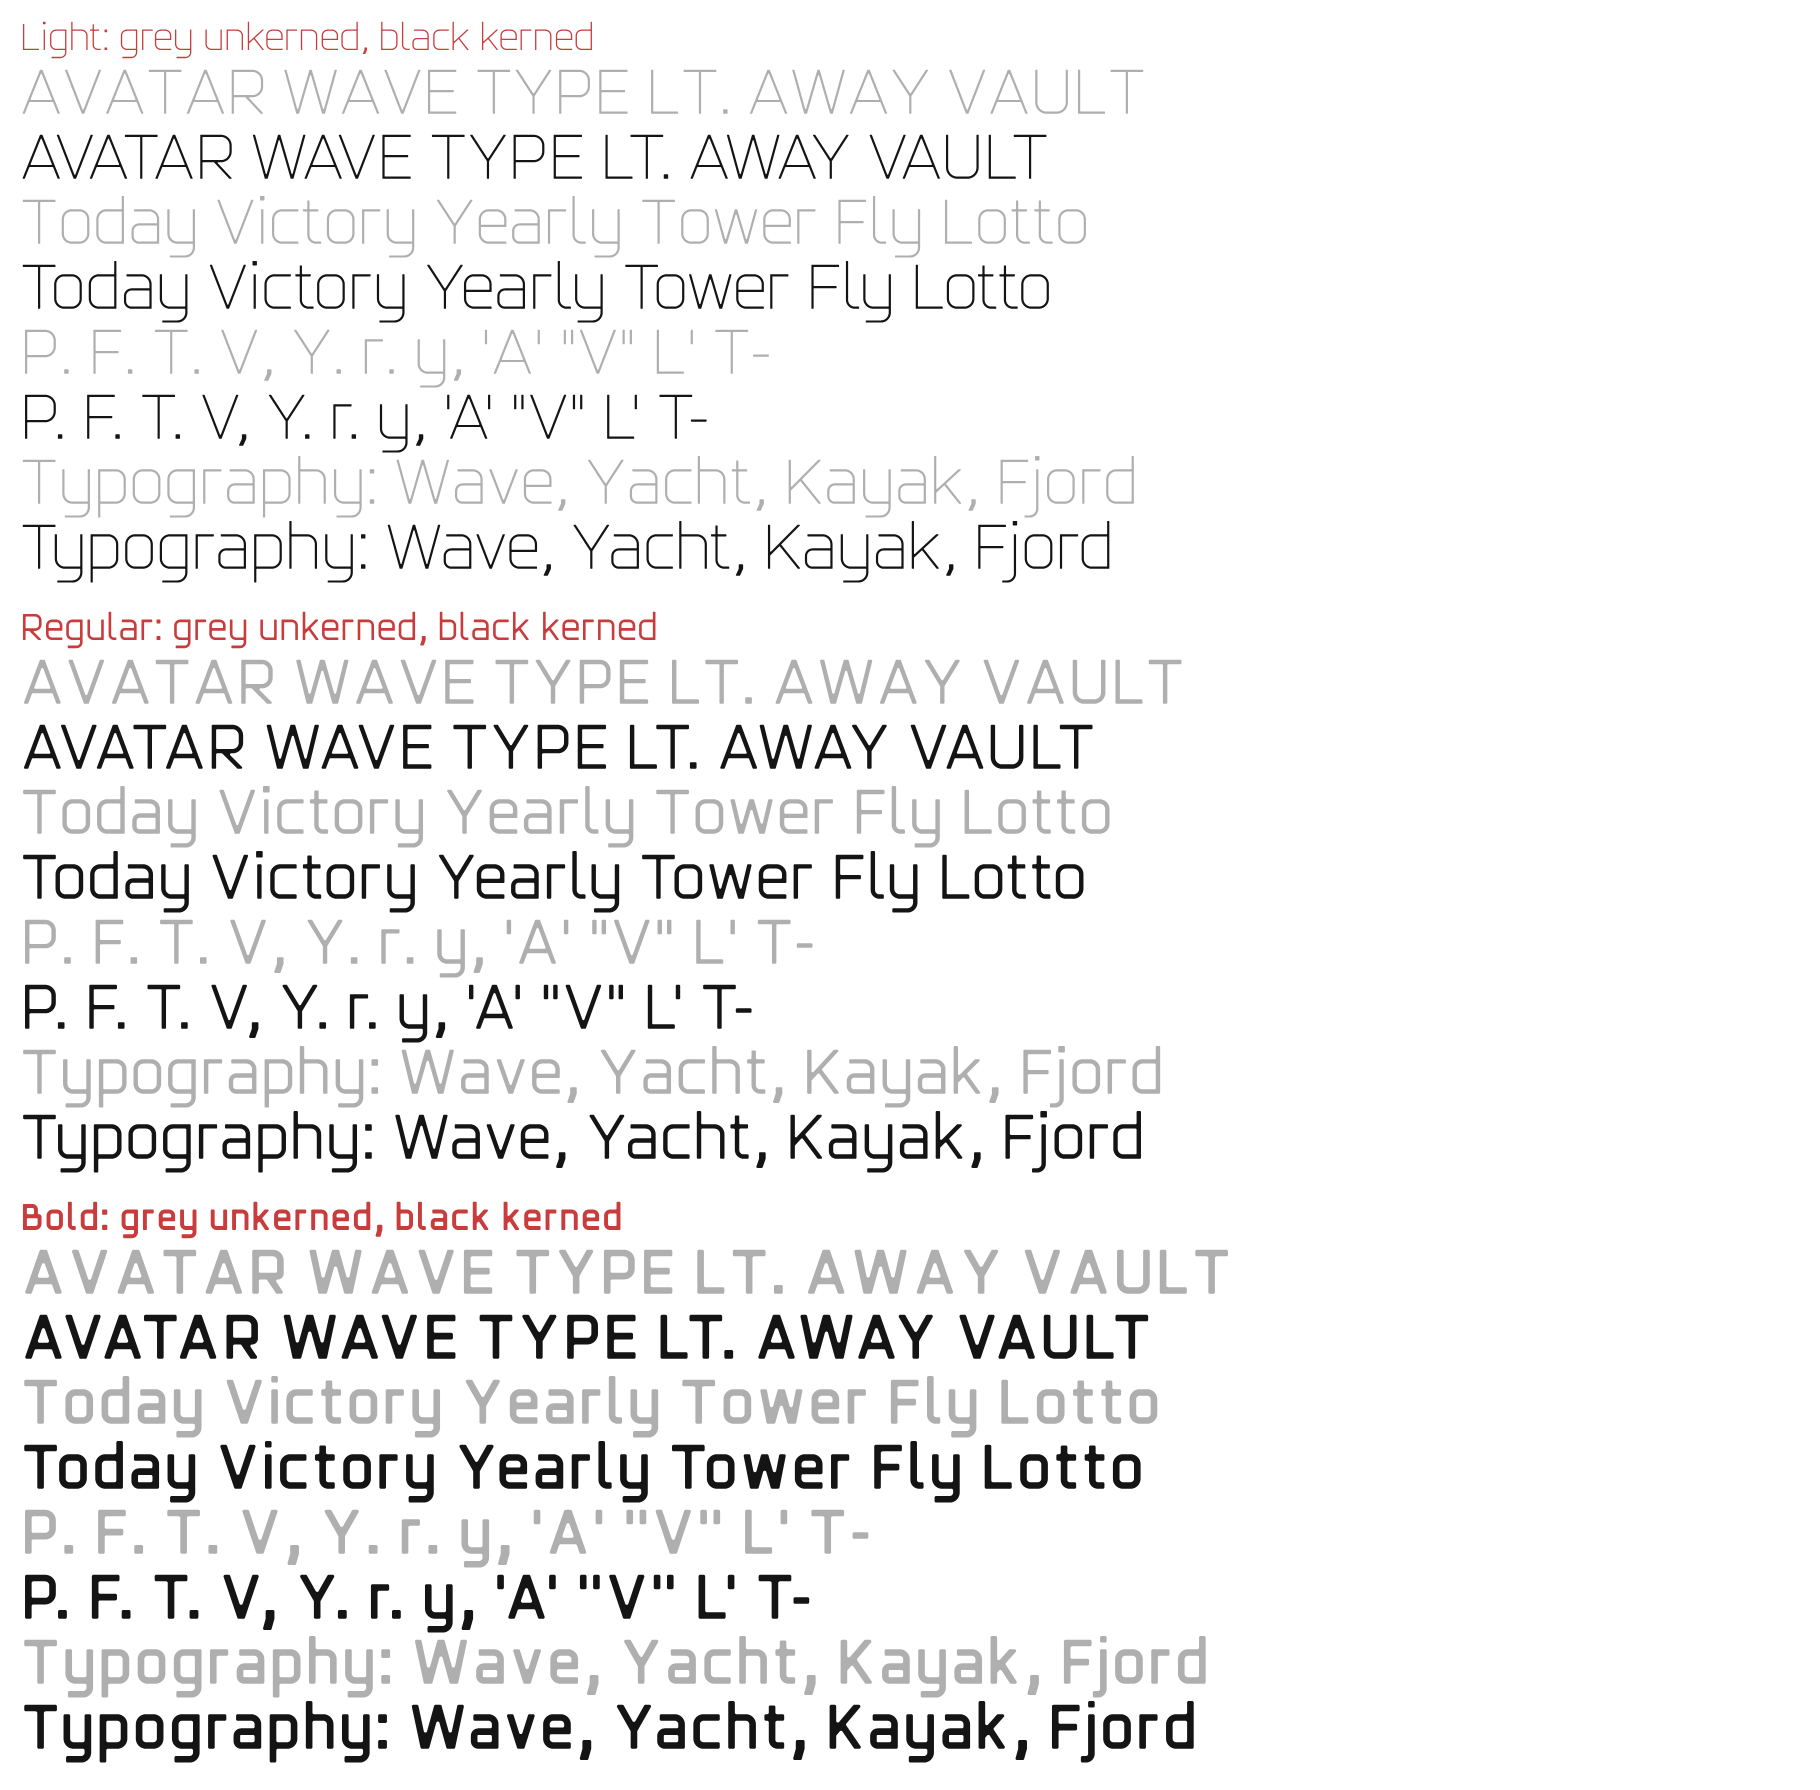 Light: grey unkerned, black kerned
AVATAR WAVE TYPE LT. AWAY VAULT
AVATAR WAVE TYPE LT. AWAY VAULT
Today Victory Yearly Tower Fly Lotto
Today Victory Yearly Tower Fly Lotto
P. F. T. V, Y. r. y, 'A' "V" L' T-
P. F. T. V, Y. r. y, 'A' "V" L' T-
Typography: Wave, Yacht, Kayak, Fjord
Typography: Wave, Yacht, Kayak, Fjord
Regular: grey unkerned, black kerned
AVATAR WAVE TYPE LT. AWAY VAULT
AVATAR WAVE TYPE LT. AWAY VAULT
Today Victory Yearly Tower Fly Lotto
Today Victory Yearly Tower Fly Lotto
P. F. T. V, Y. r. y, 'A' "V" L' T-
P. F. T. V, Y. r. y, 'A' "V" L' T-
Typography: Wave, Yacht, Kayak, Fjord
Typography: Wave, Yacht, Kayak, Fjord
Bold: grey unkerned, black kerned
AVATAR WAVE TYPE LT. AWAY VAULT
AVATAR WAVE TYPE LT. AWAY VAULT
Today Victory Yearly Tower Fly Lotto
Today Victory Yearly Tower Fly Lotto
P. F. T. V, Y. r. y, 'A' "V" L' T-
P. F. T. V, Y. r. y, 'A' "V" L' T-
Typography: Wave, Yacht, Kayak, Fjord
Typography: Wave, Yacht, Kayak, Fjord